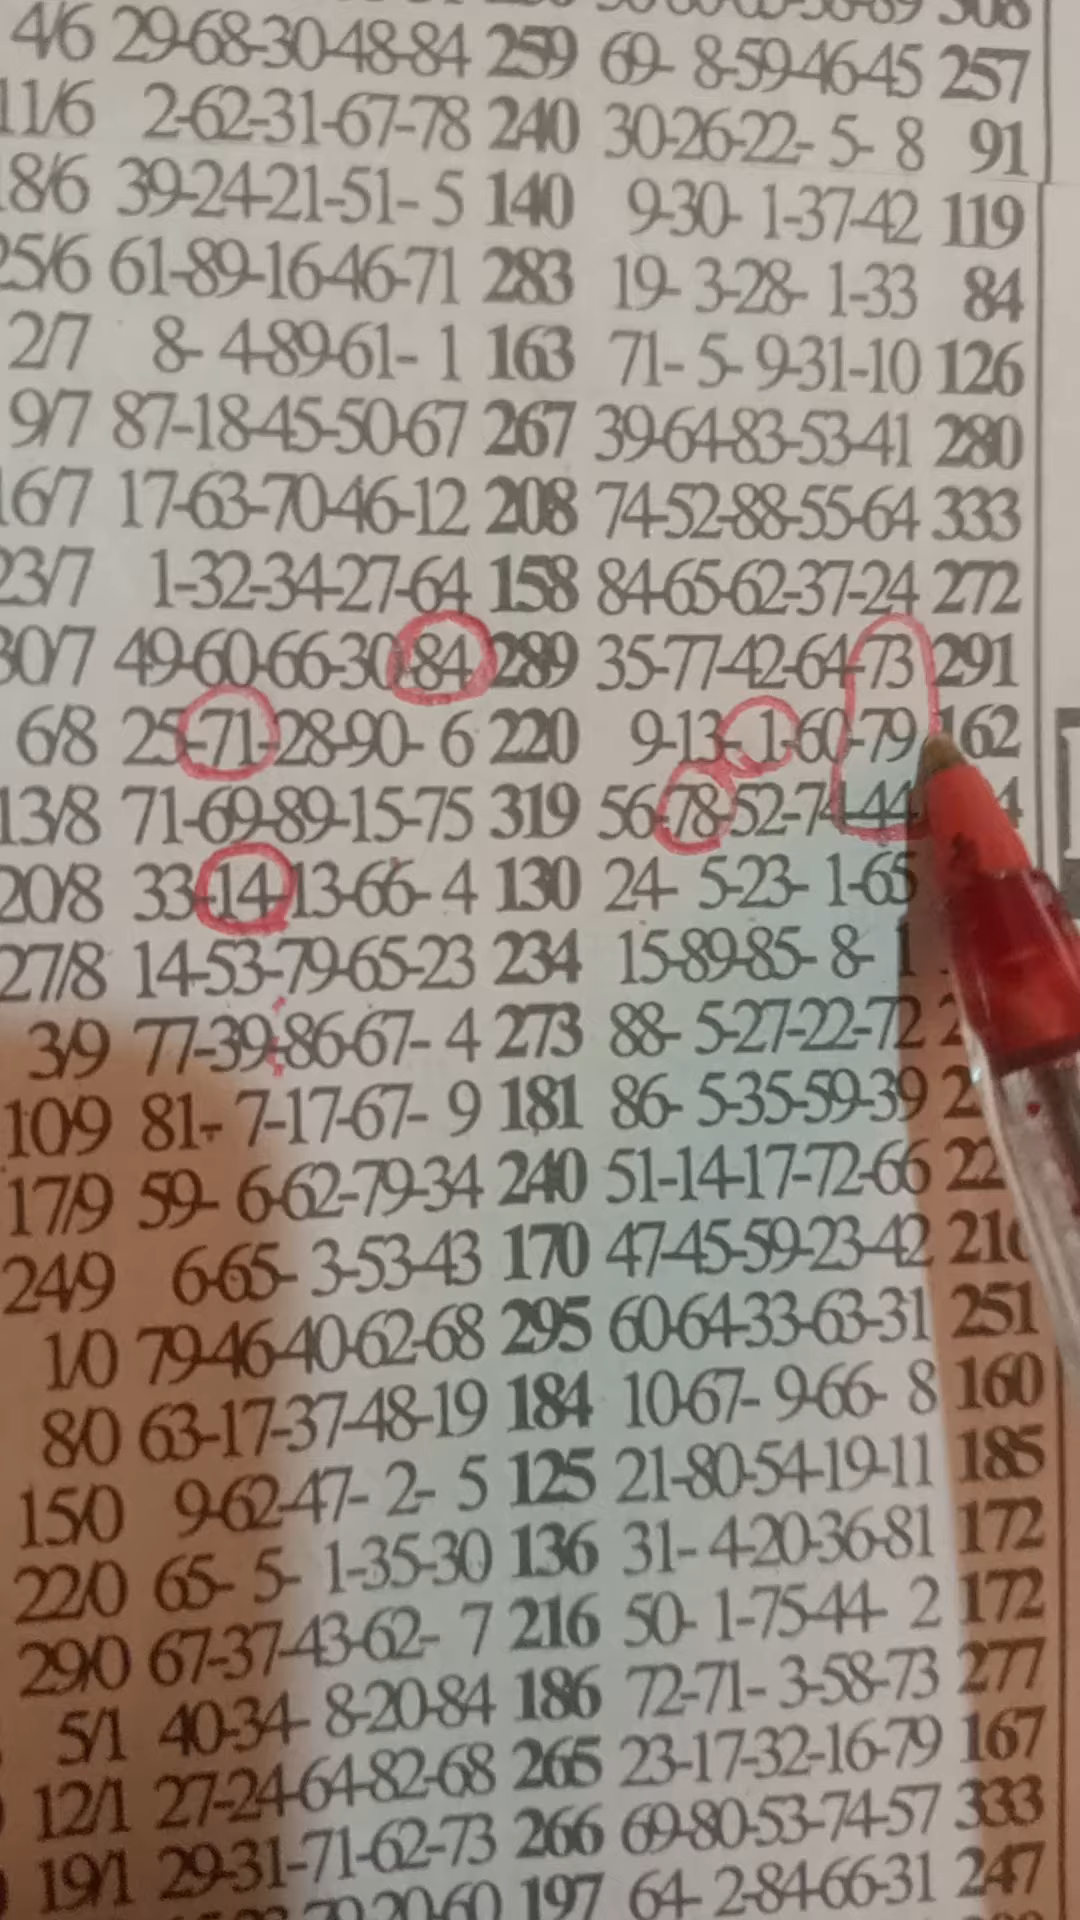 308
4/6 29-68-30-48-84 259 69- 8-59-46-45 257
11/6 2-62-31-67-78 240 30-26-22- 5- 8 91
18/6 39-24-21-51- 5 140 9-30- 1-37-42 119
25/6 61-89-16-46-71 283 19- 3-28- 1-33 84
2/7 8- 4-89-61- 1 163 71- 5- 9-31-10 126
9/7 87-18-45-50-67 267 39-64-83-53-41 280
16/7 17-63-70-46-12 208 74-52-88-55-64 333
23/7 1-32-34-27-64 158 84-65-62-37-24 272
30/7 49-60-66-30-84 289 35-77-42-64-73 291
6/8 25-71-28-90- 6 220 9-13- 1-60-79 162
13/8 71-69-89-15-75 319 56-78-52-74-44
20/8 33-14-13-66- 4 130 24- 5-23- 1-65
27/8 14-53-79-65-23 234 15-89-85- 8-
3/9 77-39-86-67- 4 273 88- 5-27-22-72
10/9 81- 7-17-67- 9 181 86- 5-35-59-39
17/9 59- 6-62-79-34 240 51-14-17-72-66
24/9 6-65- 3-53-43 170 47-45-59-23-42 216
1/0 79-46-40-62-68 295 60-64-33-63-31 251
8/0 63-17-37-48-19 184 10-67- 9-66- 8 160
15/0 9-62-47- 2- 5 125 21-80-54-19-11 185
22/0 65- 5- 1-35-30 136 31- 4-20-36-81 172
29/0 67-37-43-62- 7 216 50- 1-75-44- 2 172
5/1 40-34- 8-20-84 186 72-71- 3-58-73 277
12/1 27-24-64-82-68 265 23-17-32-16-79 167
19/1 29-31-71-62-73 266 69-80-53-74-57 333
20-60 197 64- 2-84-66-31 247